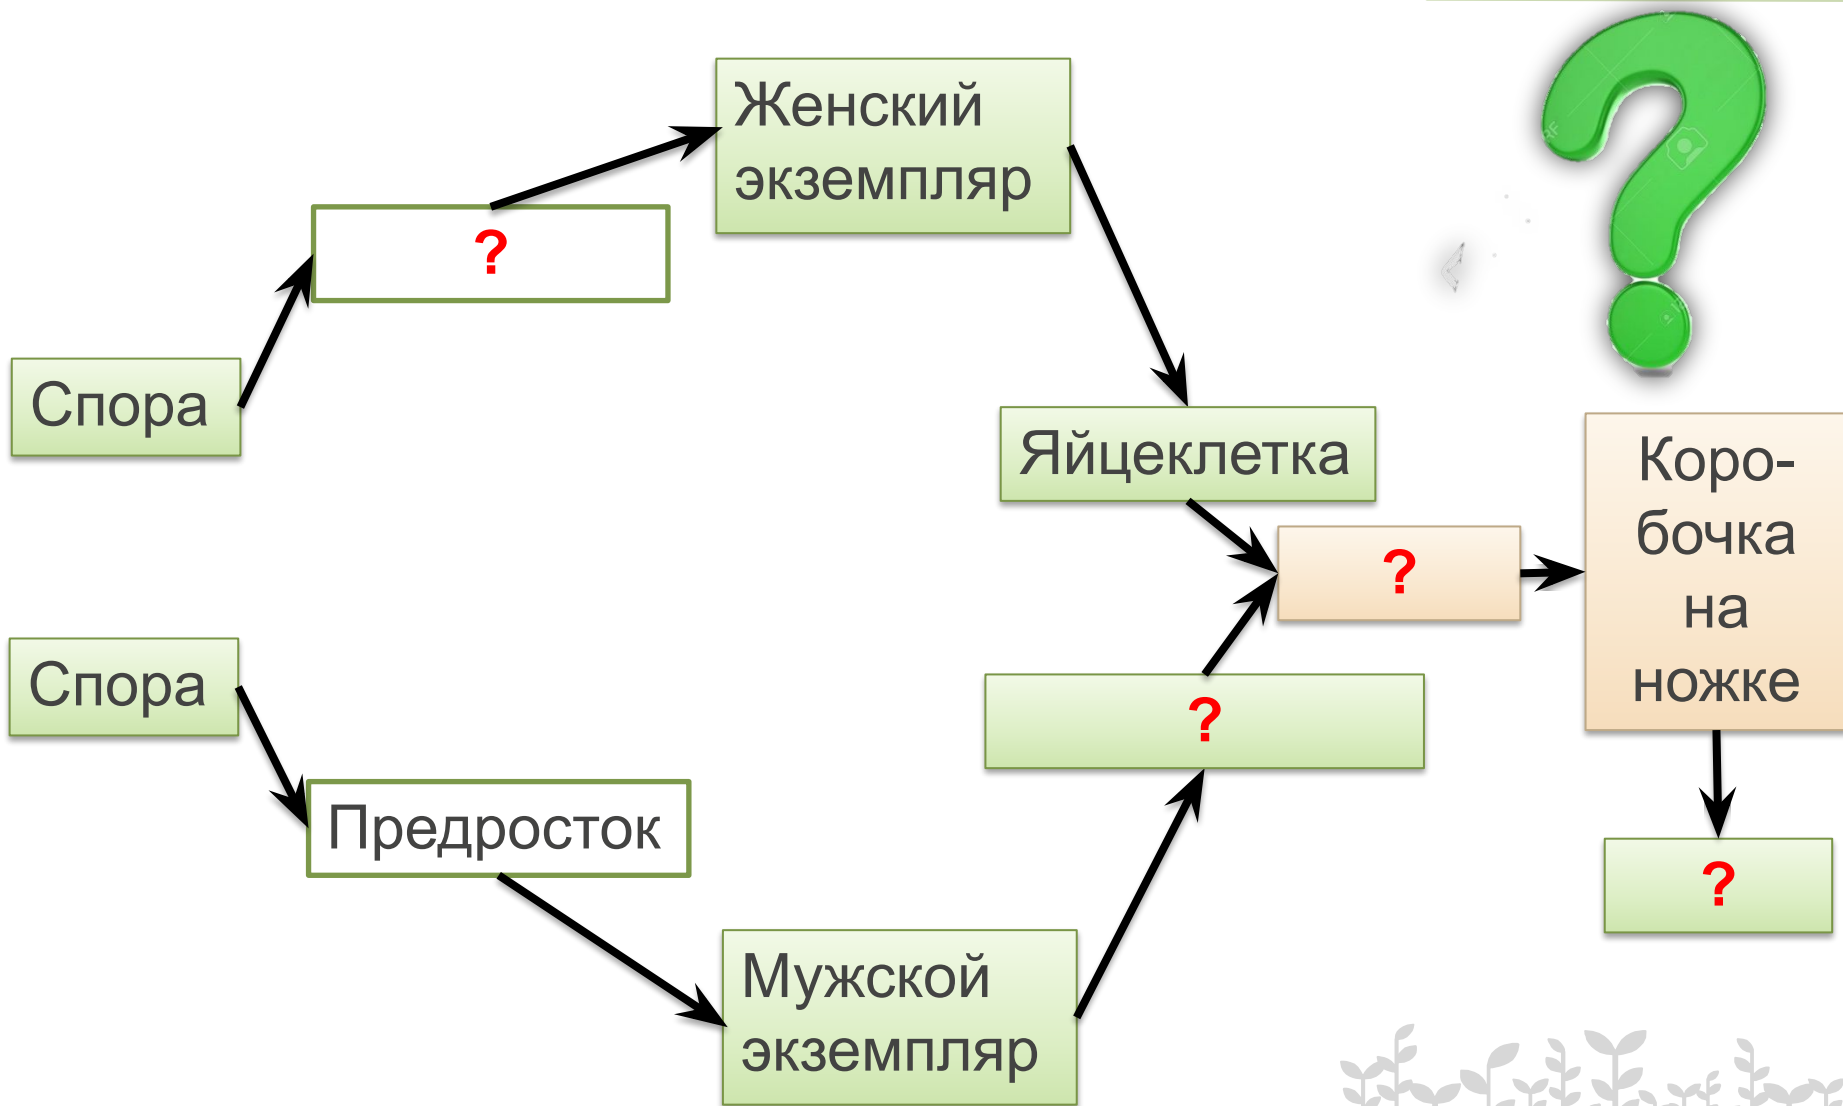 Женский
экземпляр
?
Спора
Яйцеклетка
Коро-
бочка
на
ножке
?
Спора
?
Предросток
?
Мужской
экземпляр